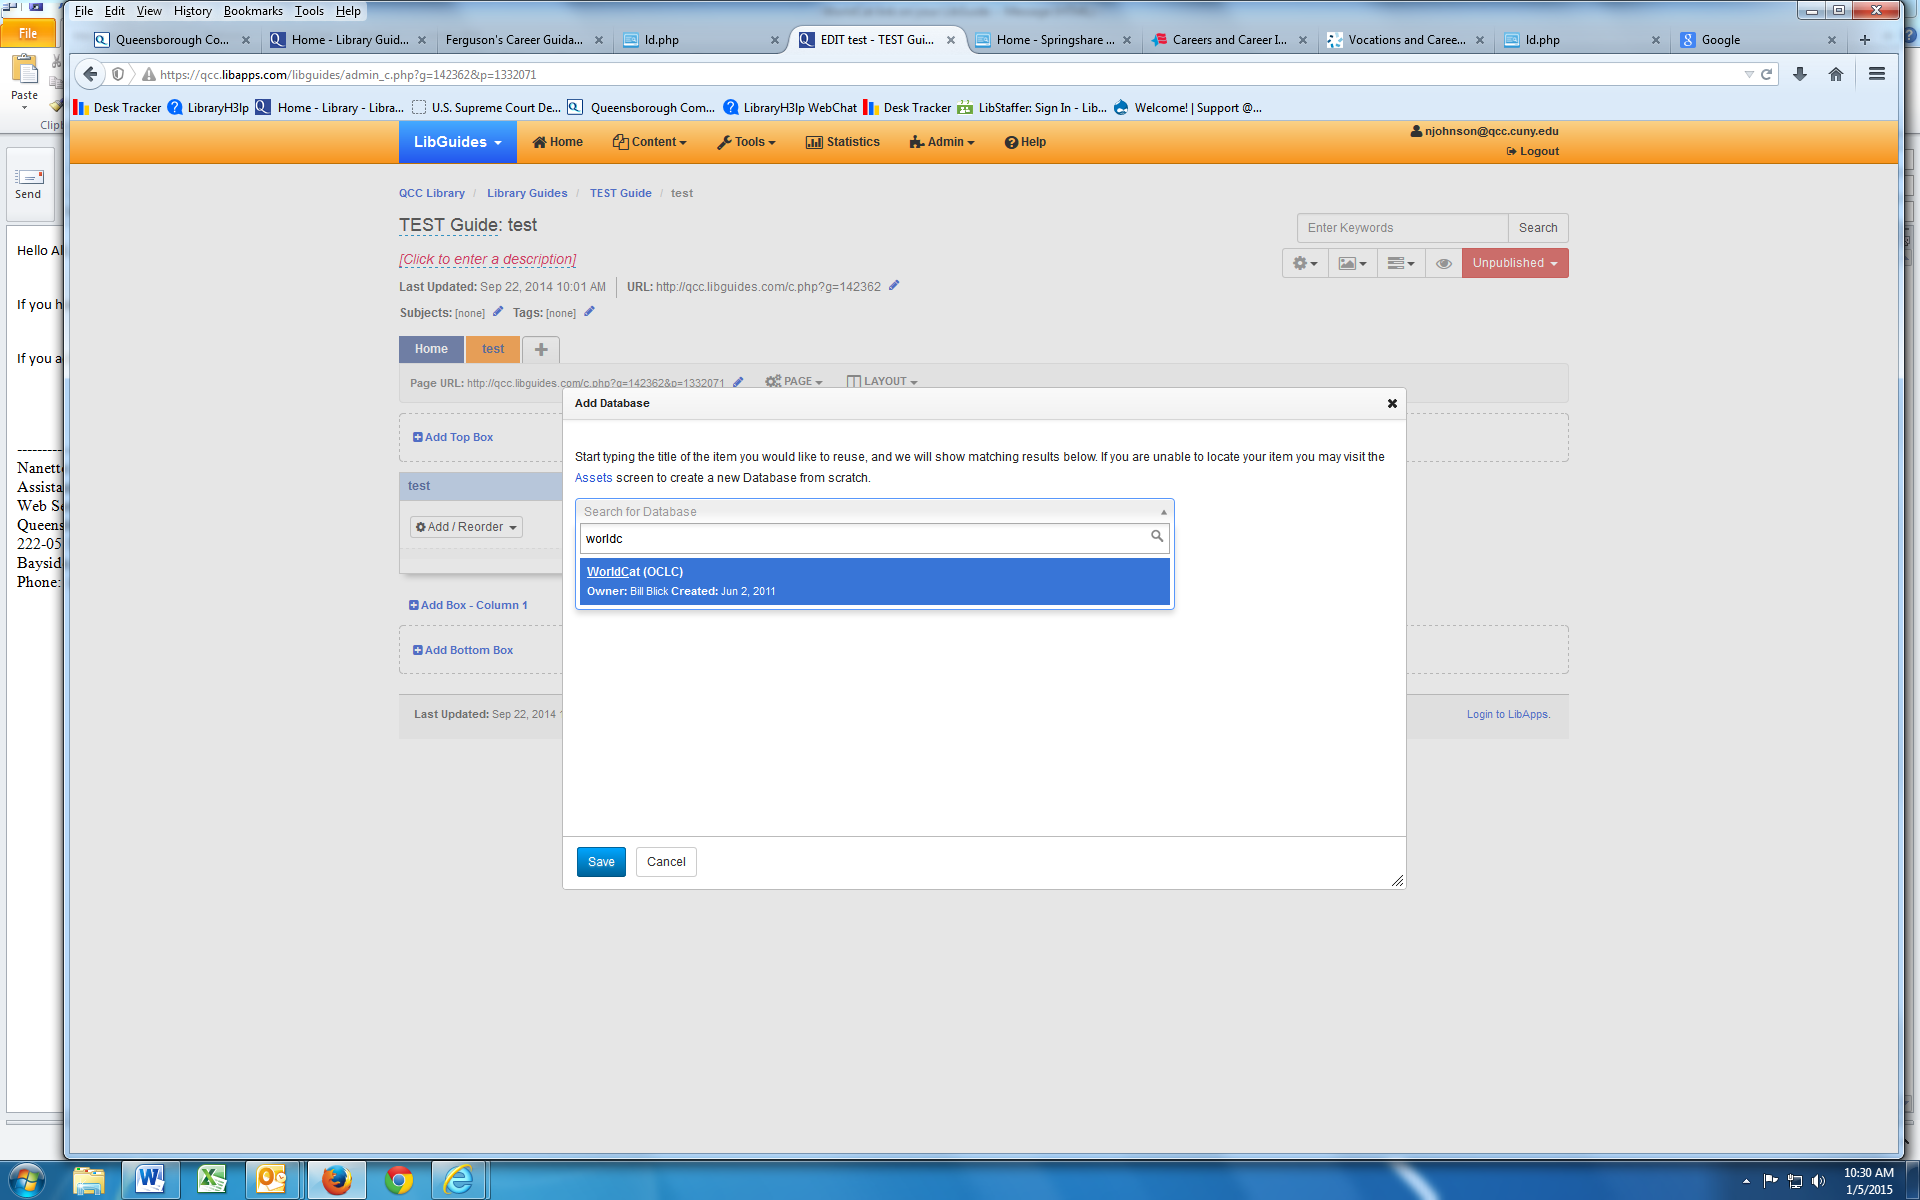 File Edit View History Bookmarks Tools Help
File
Queensborough Co... Home - Library Guid... Ferguson's Career Guida... ld.php EDIT test - TEST Gui... Home - Springshare ... Careers and Career I... Vocations and Caree... ld.php Google
https://qcc.libapps.com/libguides/admin_c.php?g=142362&p=1332071
Paste
Desk Tracker LibraryH3lp Home - Library - Libra... U.S. Supreme Court De... Queensborough Com... LibraryH3lp WebChat Desk Tracker LibStaffer: Sign In - Lib... Welcome! | Support @...
Clip
LibGuides Home Content Tools Statistics Admin Help
njohnson@qcc.cuny.edu
Logout
Send
QCC Library / Library Guides / TEST Guide / test
TEST Guide: test
Enter Keywords Search
Hello Al
[Click to enter a description]
Unpublished
Last Updated: Sep 22, 2014 10:01 AM URL: http://qcc.libguides.com/c.php?g=142362
If you h
Subjects: [none] Tags: [none]
Home test
If you a
Page URL: http://qcc.libguides.com/c.php?g=142362&p=1332071 PAGE LAYOUT
Add Database
Add Top Box
Start typing the title of the item you would like to reuse, and we will show matching results below. If you are unable to locate your item you may visit the
Assets screen to create a new Database from scratch.
----------
Nanett
Assista
Web Se
Queens
222-05
Baysid
Phone:
test
Search for Database
Add / Reorder
worldc
WorldCat (OCLC)
Owner: Bill Blick Created: Jun 2, 2011
Add Box - Column 1
Add Bottom Box
Last Updated: Sep 22, 2014 1
Login to LibApps.
Save Cancel
10:30 AM
1/5/2015